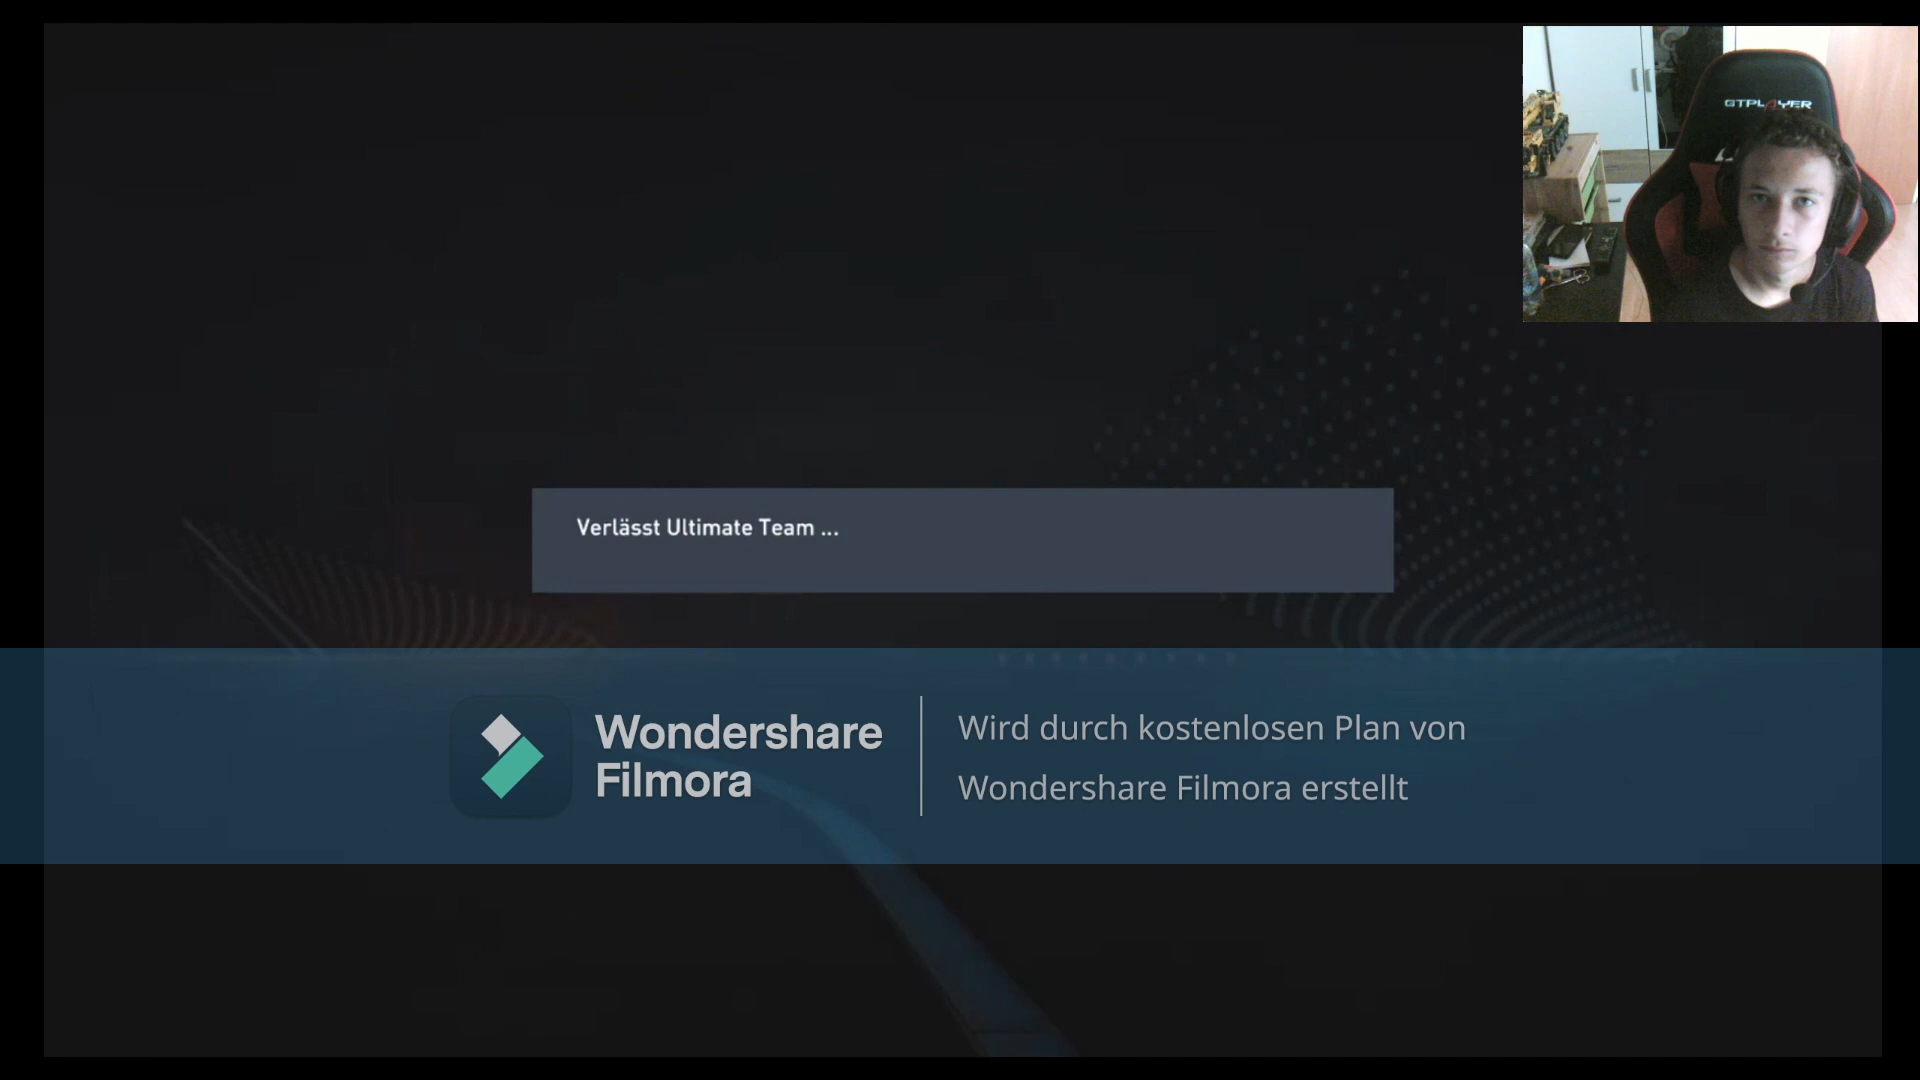 GTPLAYER
Verlässt Ultimate Team ...
Wondershare
Filmora
Wird durch kostenlosen Plan von
Wondershare Filmora erstellt